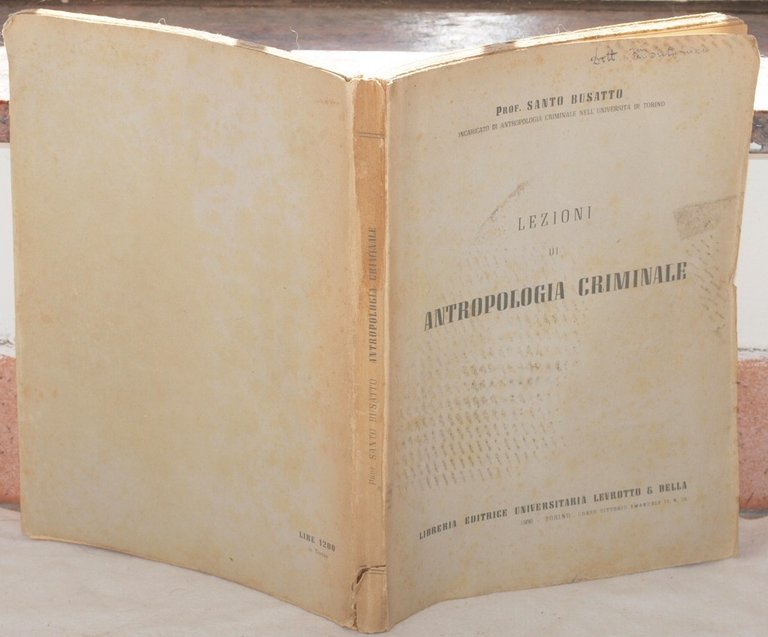 Dott.
PROF. SANTO BUSATTO
INCARICATO DI ANTROPOLOGIA CRIMINALE NELL'UNIVERSITÀ DI TORINO
LEZIONI
DI
ANTROPOLOGIA CRIMINALE
LIBRERIA EDITRICE UNIVERSITARIA LEVROTTO & BELLA
TORINO - CORSO VITTORIO EMANUELE II, N.
PROF. SANTO BUSATTO ANTROPOLOGIA CRIMINALE
LIRE 1200